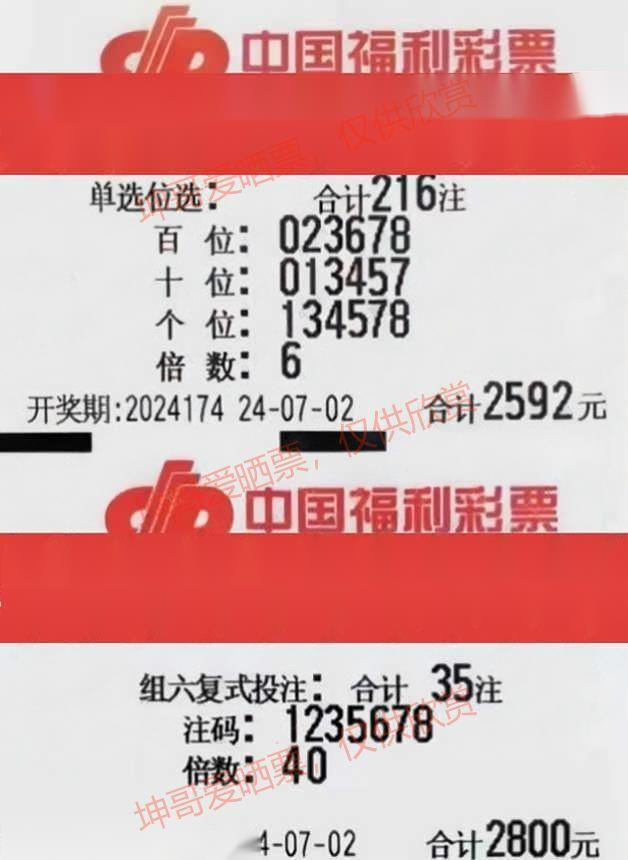 中国福利彩票
坤哥爱晒票，仅供欣赏
单选位选： 合计216注
百 位：023678
十 位：013457
个 位：134578
倍 数：6
开奖期:2024174 24-07-02 合计2592元
坤哥爱晒票，仅供欣赏
中国福利彩票
组六复式投注：合计 35注
注码：1235678
倍数：40
坤哥爱晒票，仅供欣赏
4-07-02 合计2800元